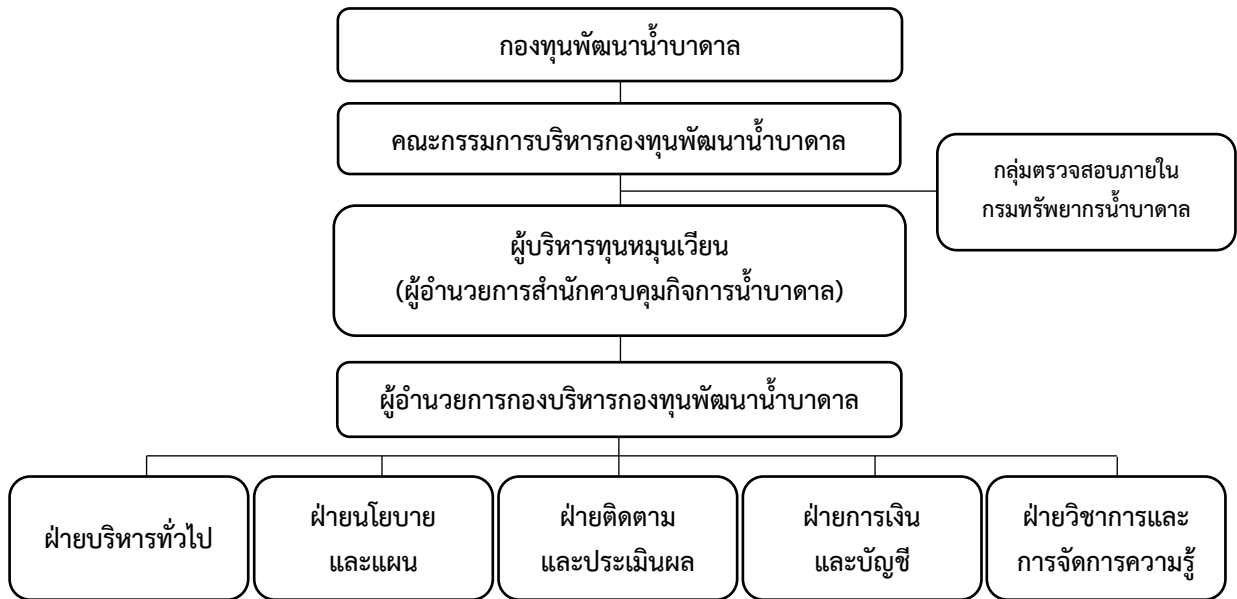 กองทุนพัฒนาน้ำบาดาล
คณะกรรมการบริหารกองทุนพัฒนาน้ำบาดาล
กลุ่มตรวจสอบภายใน
กรมทรัพยากรน้ำบาดาล
ผู้บริหารทุนหมุนเวียน
(ผู้อำนวยการสำนักควบคุมกิจการน้ำบาดาล)
ผู้อำนวยการกองบริหารกองทุนพัฒนาน้ำบาดาล
ฝ่ายบริหารทั่วไป
ฝ่ายนโยบาย
และแผน
ฝ่ายติดตาม
และประเมินผล
ฝ่ายการเงิน
และบัญชี
ฝ่ายวิชาการและ
การจัดการความรู้